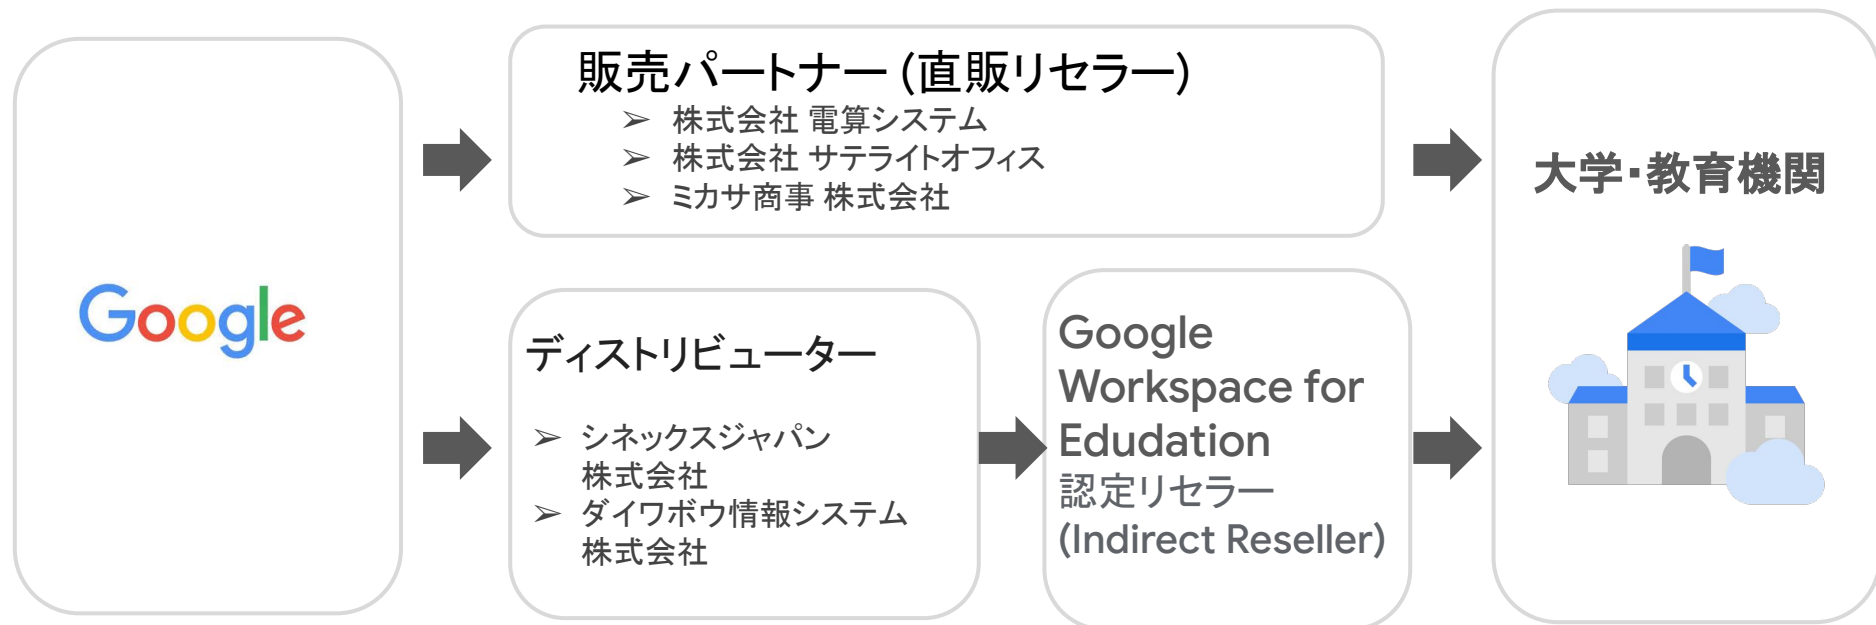 Google
販売パートナー (直販リセラー)
➢ 株式会社 電算システム
➢ 株式会社 サテライトオフィス
➢ ミカサ商事 株式会社
ディストリビューター
➢ シネックスジャパン
株式会社
➢ ダイワボウ情報システム
株式会社
Google
Workspace for
Edudation
認定リセラー
(Indirect Reseller)
大学・教育機関